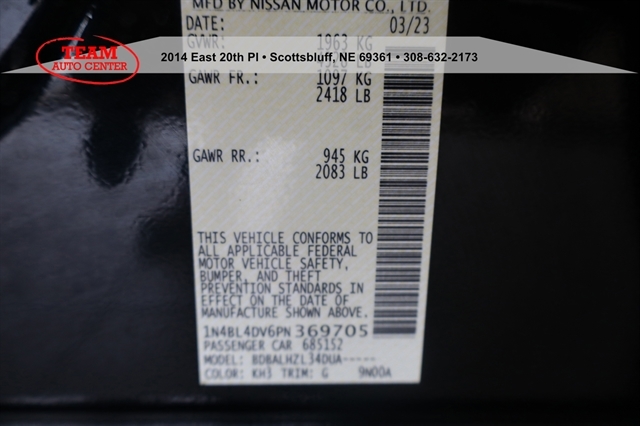 MFD BY NISSAN MOTOR CO., LTD.
DATE: 03/23
GVWR: 1963 KG
TEAM
AUTO CENTER
2014 East 20th Pl • Scottsbluff, NE 69361 • 308-632-2173
GAWR FR.: 1097 KG
2418 LB
GAWR RR.: 945 KG
2083 LB
THIS VEHICLE CONFORMS TO
ALL APPLICABLE FEDERAL
MOTOR VEHICLE SAFETY,
BUMPER, AND THEFT
PREVENTION STANDARDS IN
EFFECT ON THE DATE OF
MANUFACTURE SHOWN ABOVE.
1N4BL4DV6PN369705
PASSENGER CAR 685152
MODEL: BDBALHZL34DUA-----
COLOR: KH3 TRIM: G 9N00A